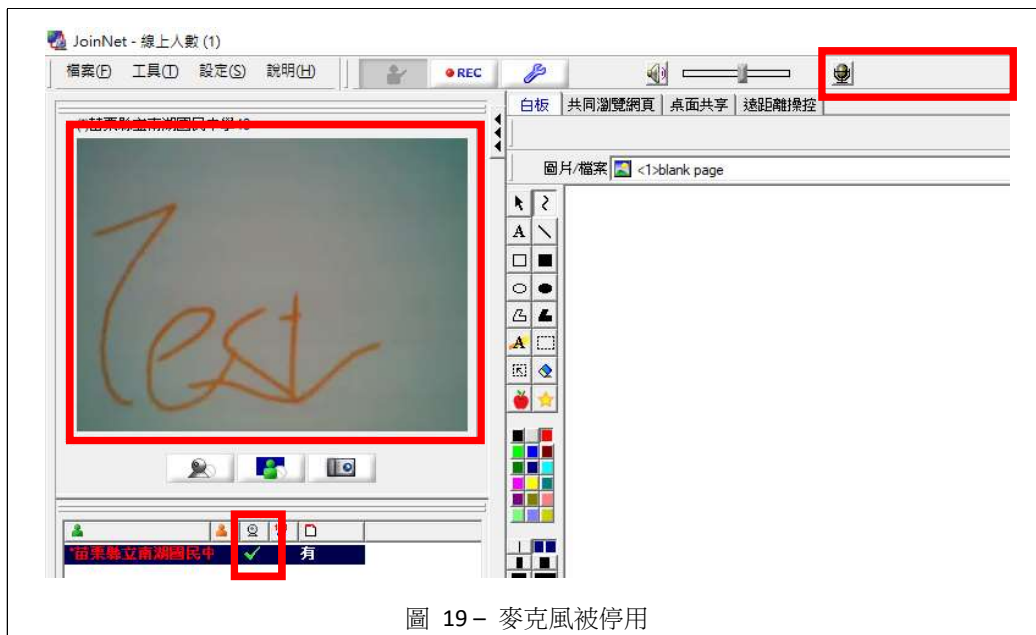 JoinNet - 線上人數 (1)
檔案(F) 工具(T) 設定(S) 說明(H) REC
白板 共同瀏覽網頁 桌面共享 遠距離操控
圖片/檔案 <1>blank page
Test
A
A
*苗栗縣立南湖國民中 有
圖 19 – 麥克風被停用